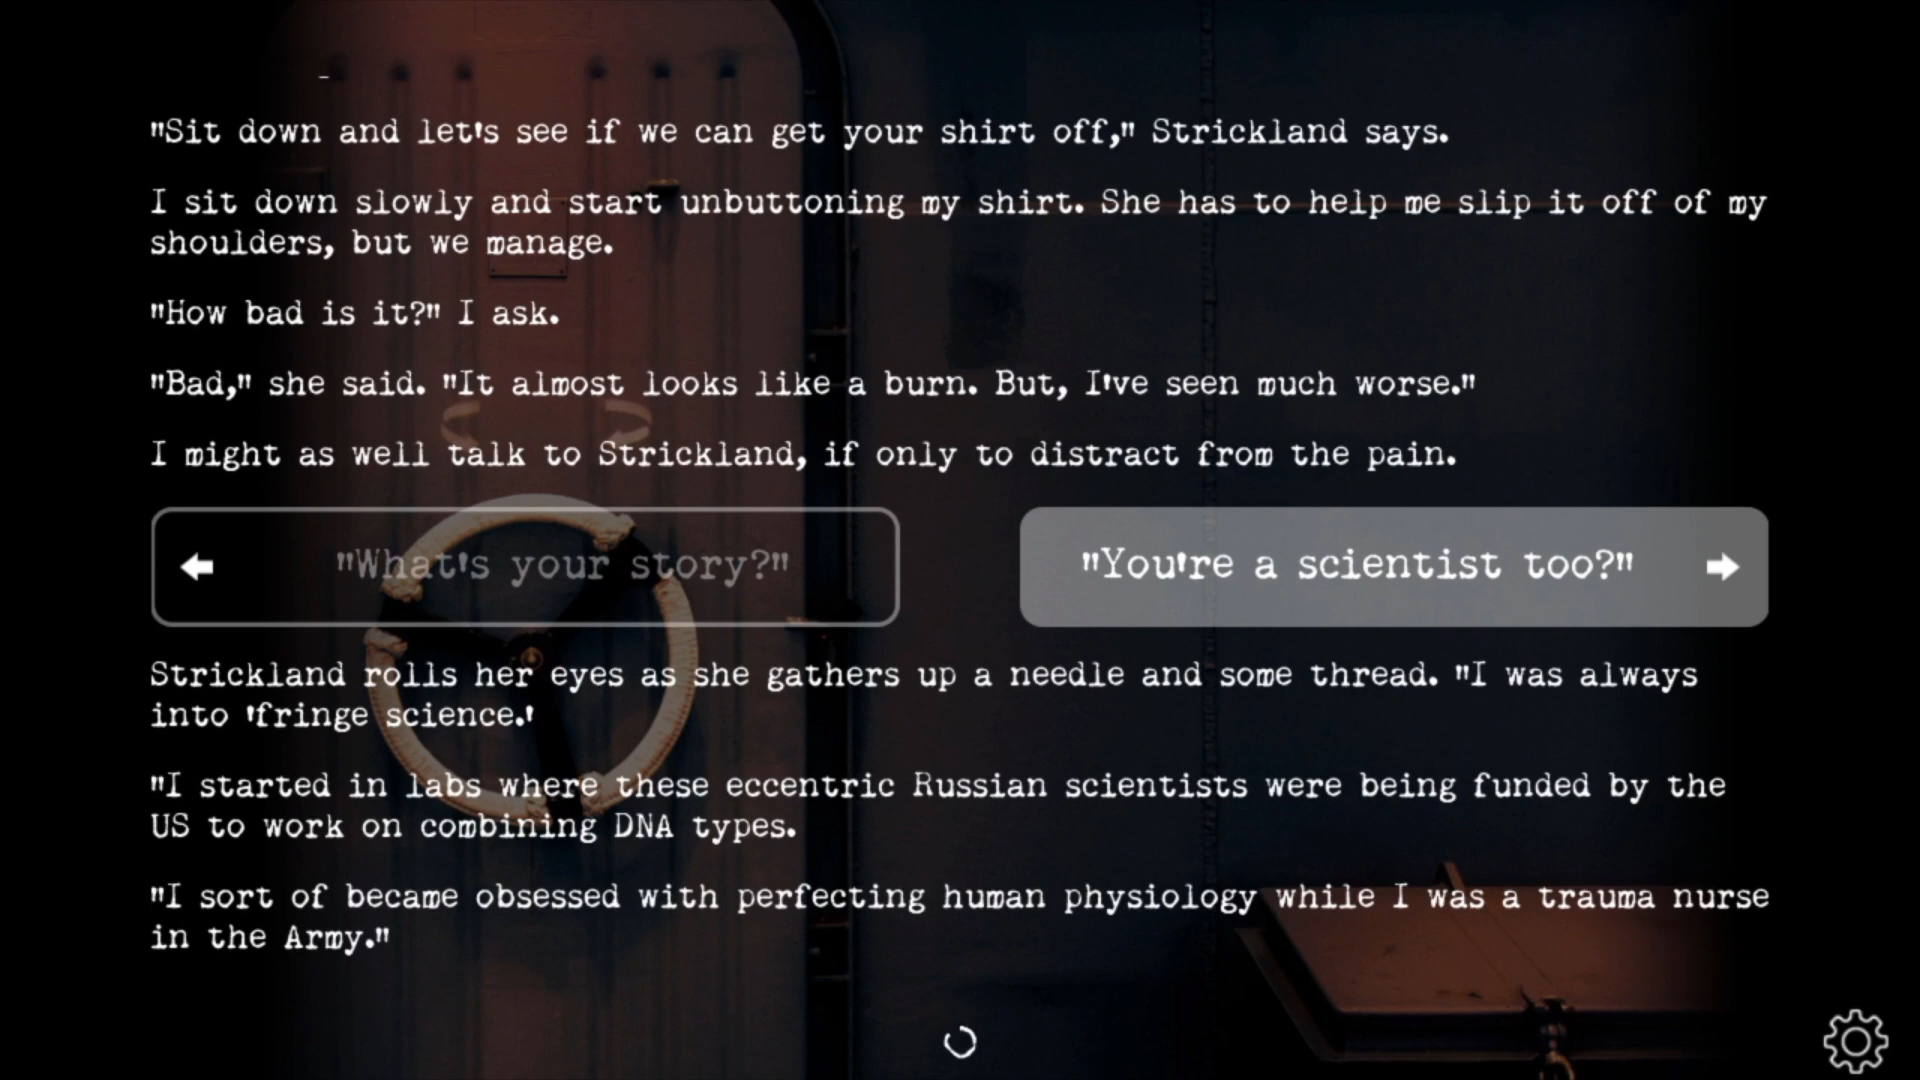 "Sit down and let's see if we can get your shirt off," Strickland says.
I sit down slowly and start unbuttoning my shirt. She has to help me slip it off of my
shoulders, but we manage.
"How bad is it?" I ask.
"Bad," she said. "It almost looks like a burn. But, I've seen much worse."
I might as well talk to Strickland, if only to distract from the pain.
"What's your story?"
"You're a scientist too?"
Strickland rolls her eyes as she gathers up a needle and some thread. "I was always
into 'fringe science.'
"I started in labs where these eccentric Russian scientists were being funded by the
US to work on combining DNA types.
"I sort of became obsessed with perfecting human physiology while I was a trauma nurse
in the Army."